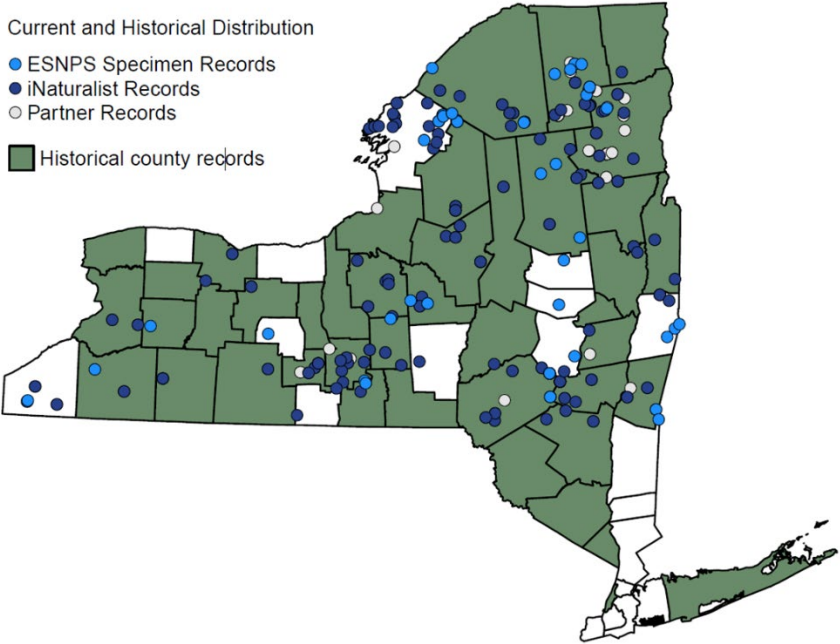 Current and Historical Distribution
ESNPS Specimen Records
iNaturalist Records
Partner Records
Historical county records